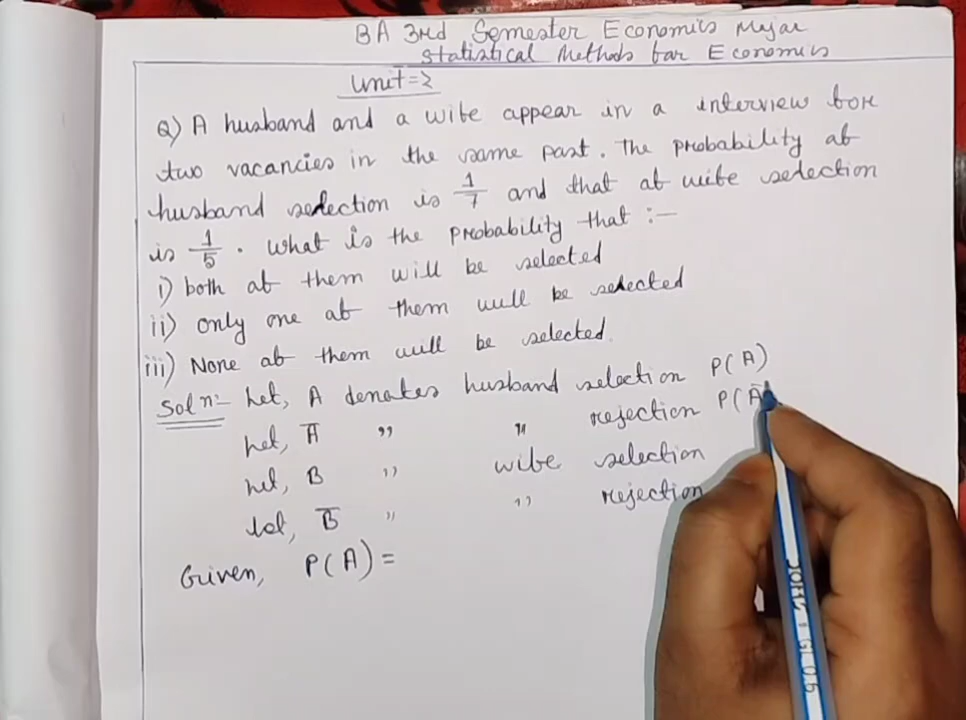 BA 3rd Semester Economics Major
Statistical Methods for Economics
Unit=2
Q) A husband and a wife appear in a interview for
two vacancies in the same post. The probability of
husband selection is 1/7 and that of wife selection
is 1/5. What is the probability that :-
i) both of them will be selected
ii) only one of them will be selected
iii) None of them will be selected.
Soln:- Let, A denotes husband selection P(A)
Let, A̅ ,, ,, rejection P(A̅
Let, B ,, wife selection
Let, B̅ ,, ,, rejection
Given, P(A) =